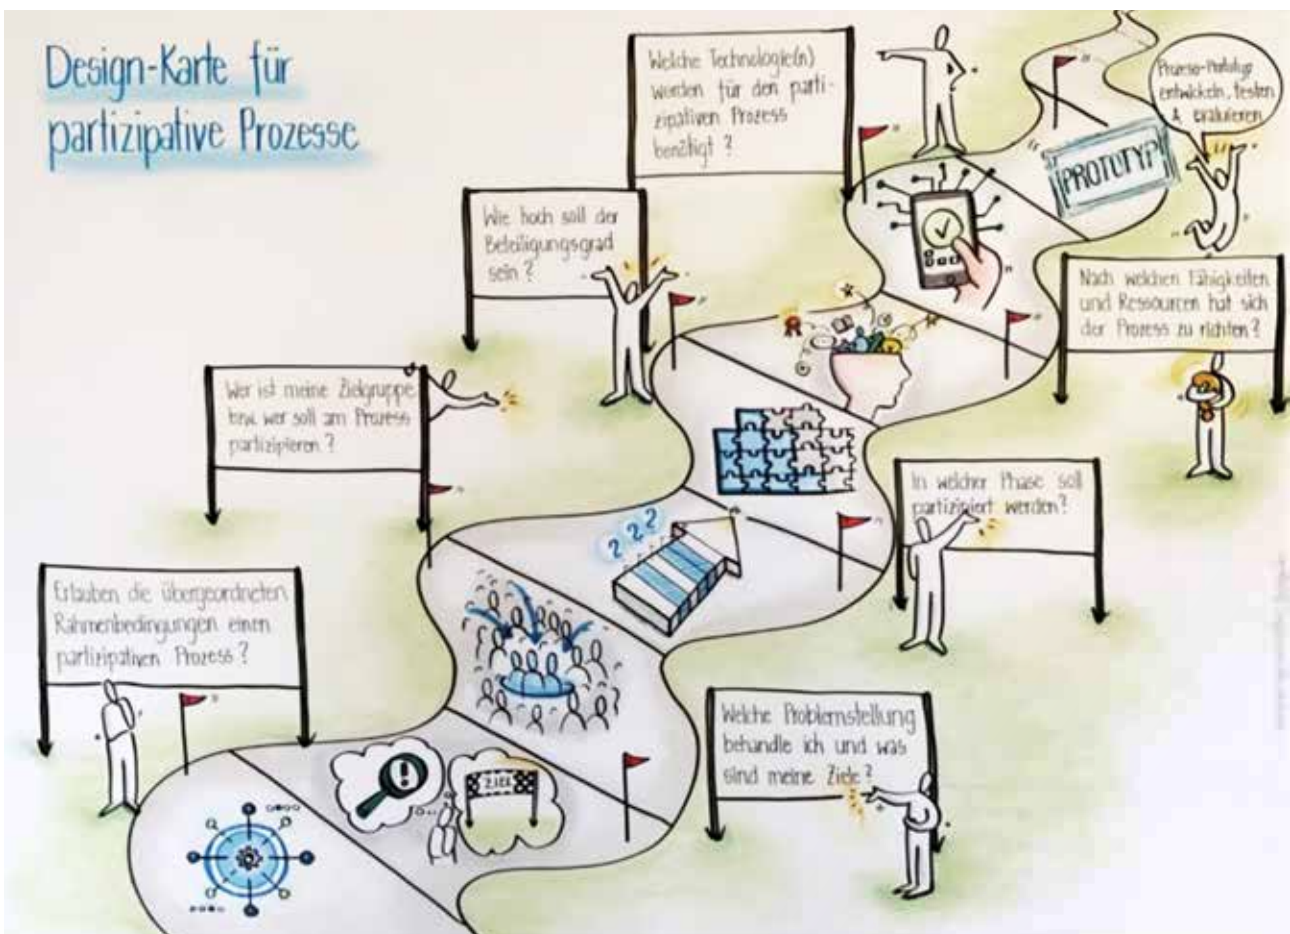 Design-Karte für
partizipative Prozesse
Welche Technologie(n)
werden für den parti-
zipativen Prozess
benötigt?
Prozess-Prototyp
entwickeln, testen
& evaluieren
PROTOTYP
Wie hoch soll der
Beteiligungsgrad
sein?
Nach welchen Fähigkeiten
und Ressourcen hat sich
der Prozess zu richten?
Wer ist meine Zielgruppe
bzw. wer soll am Prozess
partizipieren?
In welcher Phase soll
partizipiert werden?
???
Erlauben die übergeordneten
Rahmenbedingungen einen
partizipativen Prozess?
Welche Problemstellung
behandle ich und was
sind meine Ziele?
!
ZIEL